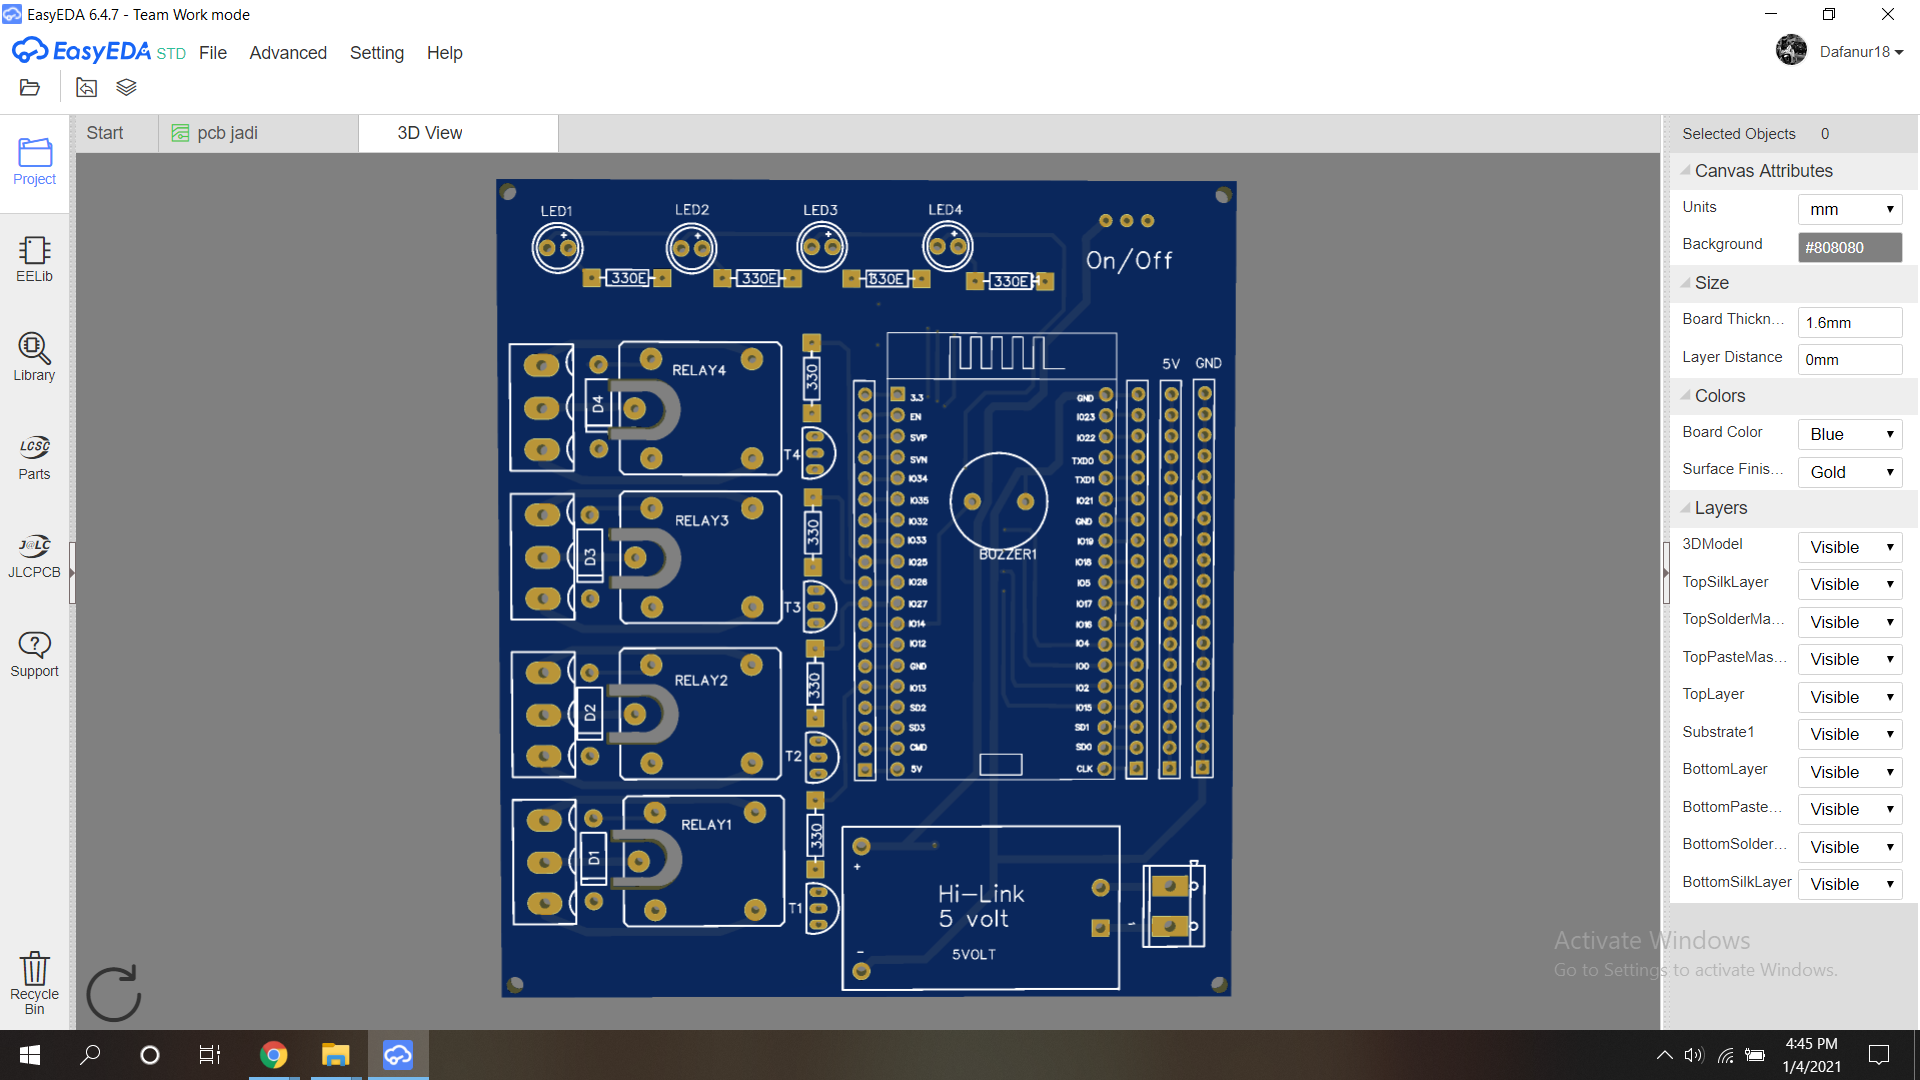 EasyEDA 6.4.7 - Team Work mode
EasyEDA STD File Advanced Setting Help
Dafanur18
Start
pcb jadi
3D View
Project
EELib
Library
LCSC
Parts
J@LC
JLCPCB
Support
Recycle
Bin
LED1
LED2
LED3
LED4
330E
330E
330E
330E
On/Off
RELAY4
D4
330
T4
RELAY3
D3
330
T3
RELAY2
D2
330
T2
RELAY1
D1
330
T1
3.3
EN
SVP
SVN
IO34
IO35
IO32
IO33
IO25
IO26
IO27
IO14
IO12
GND
IO13
SD2
SD3
CMD
5V
BUZZER1
GND
IO23
IO22
TXD0
TXD1
IO21
GND
IO19
IO18
IO5
IO17
IO16
IO4
IO0
IO2
IO15
SD1
SD0
CLK
5V
GND
+
Hi-Link
5 volt
5VOLT
-
Selected Objects 0
Canvas Attributes
Units mm
Background #808080
Size
Board Thickn... 1.6mm
Layer Distance 0mm
Colors
Board Color Blue
Surface Finis... Gold
Layers
3DModel Visible
TopSilkLayer Visible
TopSolderMa... Visible
TopPasteMas... Visible
TopLayer Visible
Substrate1 Visible
BottomLayer Visible
BottomPaste... Visible
BottomSolder... Visible
BottomSilkLayer Visible
Activate Windows
Go to Settings to activate Windows.
4:45 PM
1/4/2021